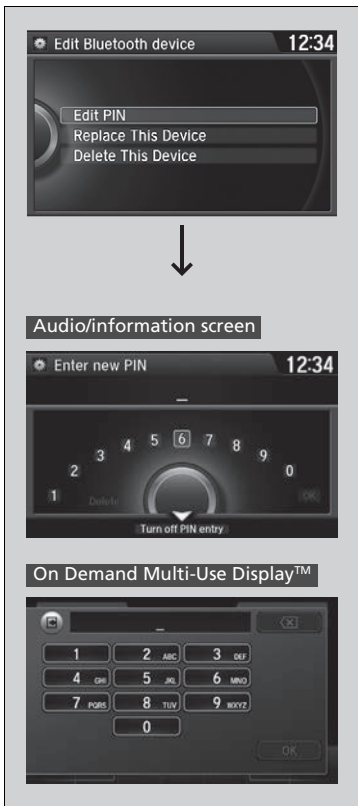 Edit Bluetooth device 12:34
Edit PIN
Replace This Device
Delete This Device
Audio/information screen
Enter new PIN 12:34
_
1 2 3 4 5 6 7 8 9 0
Delete OK
Turn off PIN entry
On Demand Multi-Use Display™
_
1 2 ABC 3 DEF
4 GHI 5 JKL 6 MNO
7 PQRS 8 TUV 9 WXYZ
0
OK